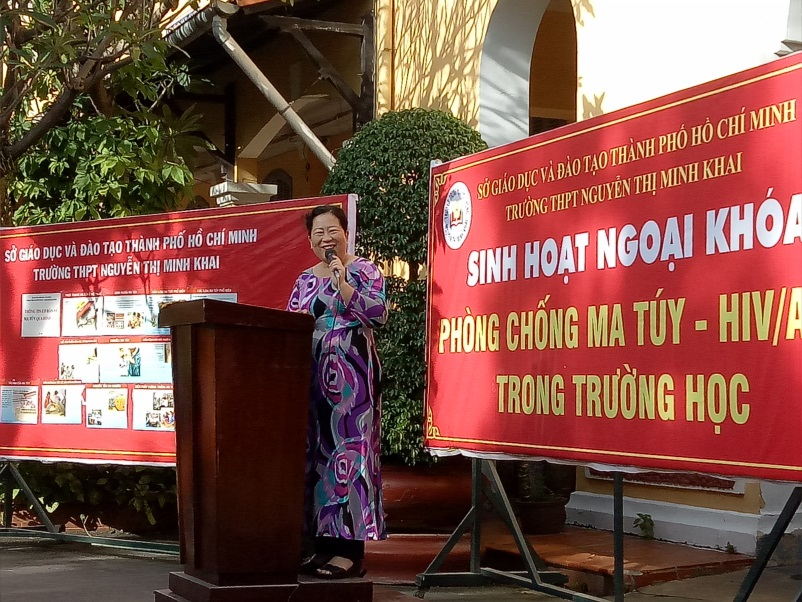 SỞ GIÁO DỤC VÀ ĐÀO TẠO THÀNH PHỐ HỒ CHÍ MINH
TRƯỜNG THPT NGUYỄN THỊ MINH KHAI
SỞ GIÁO DỤC VÀ ĐÀO TẠO THÀNH PHỐ HỒ CHÍ MINH
TRƯỜNG THPT NGUYỄN THỊ MINH KHAI
SINH HOẠT NGOẠI KHÓA
PHÒNG CHỐNG MA TÚY - HIV/A
TRONG TRƯỜNG HỌC